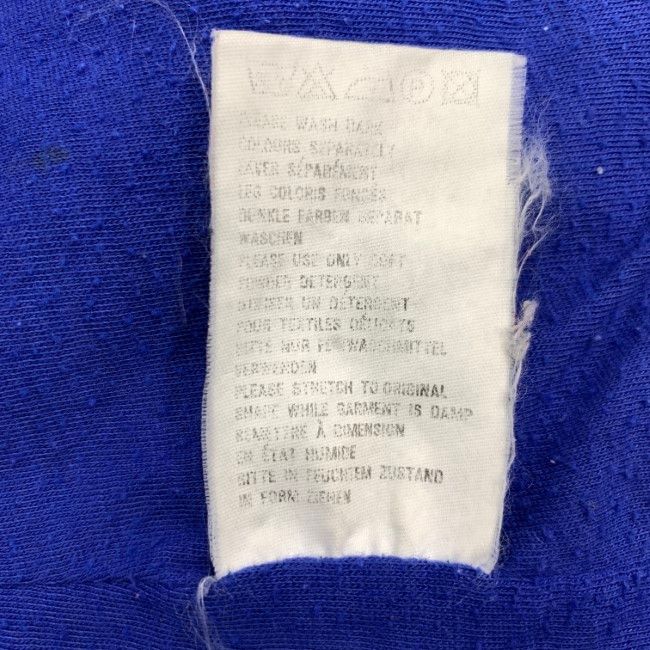 PLEASE WASH DARK
COLOURS SEPARATELY
LAVER SÉPARÉMENT
LES COLORIS FONCÉS
DUNKLE FARBEN SEPARAT
WASCHEN
PLEASE USE ONLY SOFT
POWDER DETERGENT
UTILISER UN DETERGENT
POUR TEXTILES DÉLICATS
BITTE NUR FEINWASCHMITTEL
VERWENDEN
PLEASE STRETCH TO ORIGINAL
SHAPE WHILE GARMENT IS DAMP
REMETTRE À DIMENSION
EN ÉTAT HUMIDE
BITTE IN FEUCHTEM ZUSTAND
IN FORM ZIEHEN